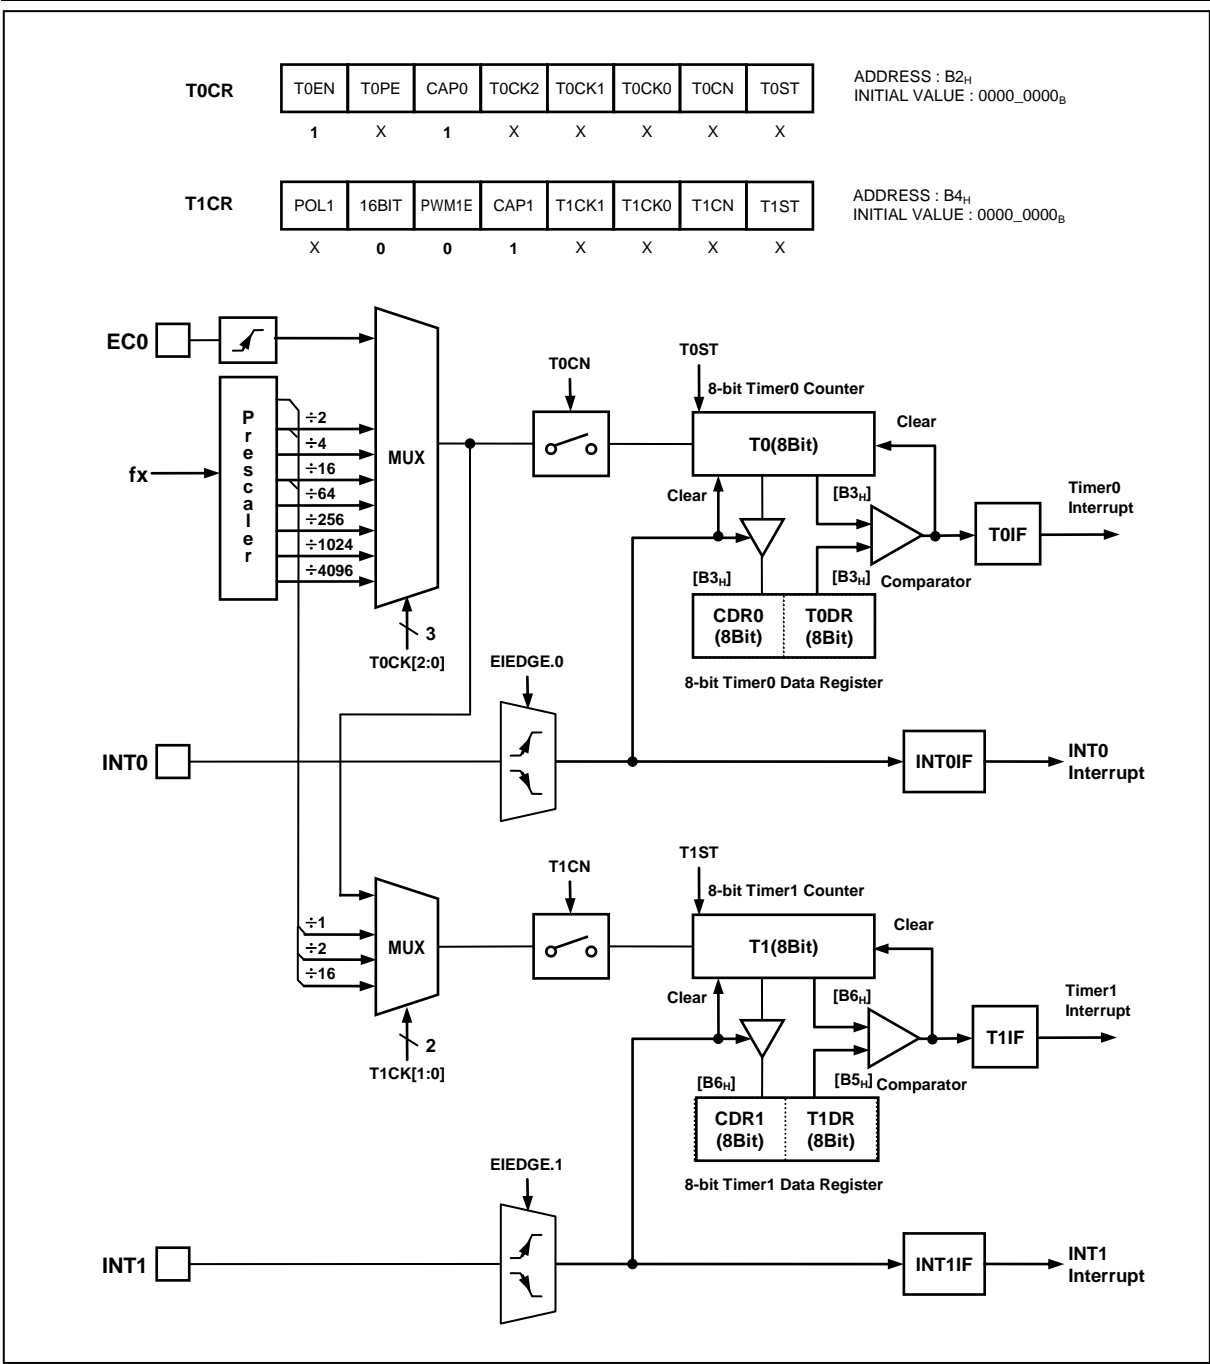 T0CR
T0EN T0PE CAP0 T0CK2 T0CK1 T0CK0 T0CN T0ST
ADDRESS : B2H
INITIAL VALUE : 0000_0000B
1 X 1 X X X X X
T1CR
POL1 16BIT PWM1E CAP1 T1CK1 T1CK0 T1CN T1ST
ADDRESS : B4H
INITIAL VALUE : 0000_0000B
X 0 0 1 X X X X
EC0
fx
Prescaler
÷2
÷4
÷16
÷64
÷256
÷1024
÷4096
MUX
3
T0CK[2:0]
T0CN
T0ST
8-bit Timer0 Counter
T0(8Bit)
Clear
Clear
[B3H]
[B3H]
[B3H]
Comparator
T0IF
Timer0
Interrupt
CDR0
(8Bit)
T0DR
(8Bit)
8-bit Timer0 Data Register
EIEDGE.0
INT0
INT0IF
INT0
Interrupt
÷1
÷2
÷16
MUX
2
T1CK[1:0]
T1CN
T1ST
8-bit Timer1 Counter
T1(8Bit)
Clear
Clear
[B6H]
[B6H]
[B5H]
Comparator
T1IF
Timer1
Interrupt
CDR1
(8Bit)
T1DR
(8Bit)
8-bit Timer1 Data Register
EIEDGE.1
INT1
INT1IF
INT1
Interrupt